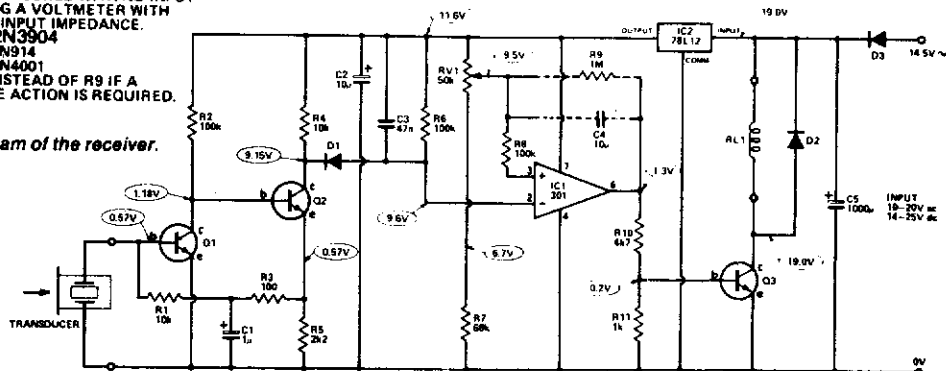 G A VOLTMETER WITH
INPUT IMPEDANCE.
2N3904
N914
N4001
INSTEAD OF R9 IF A
E ACTION IS REQUIRED.
am of the receiver.
11.6V
19.0V
OUTPUT
IC2
78L12
INPUT
COMM
D3
14.5V~
R2
100k
R4
10k
C2
10µ
C3
47n
R6
100k
RV1
50k
9.5V
R9
1M
C4
10µ
R8
100k
RL1
D2
C5
1000µ
INPUT
10–20V ac
14–25V dc
D1
9.15V
9.6V
3
+
2
–
IC1
301
7
6
4
1.3V
1.18V
0.57V
b
c
Q1
e
b
c
Q2
e
0.57V
6.7V
R10
4k7
19.0V
0.2V
b
c
Q3
e
TRANSDUCER
R1
10k
R3
100
C1
1µ
R5
2k2
R7
68k
R11
1k
0V